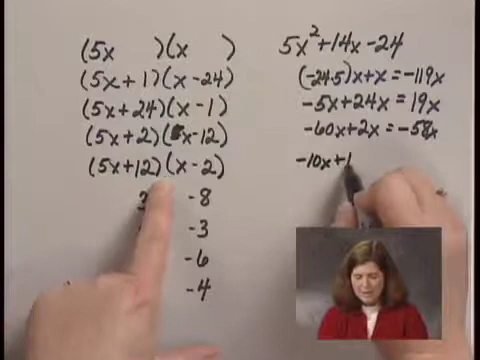 (5x )(x )
(5x + 1)(x - 24)
(5x + 24)(x - 1)
(5x + 2)(x - 12)
(5x + 12)(x - 2)
- 8
- 3
- 6
- 4
5x² + 14x - 24
(-24·5)x + x = -119x
-5x + 24x = 19x
-60x + 2x = -58x
-10x + 1